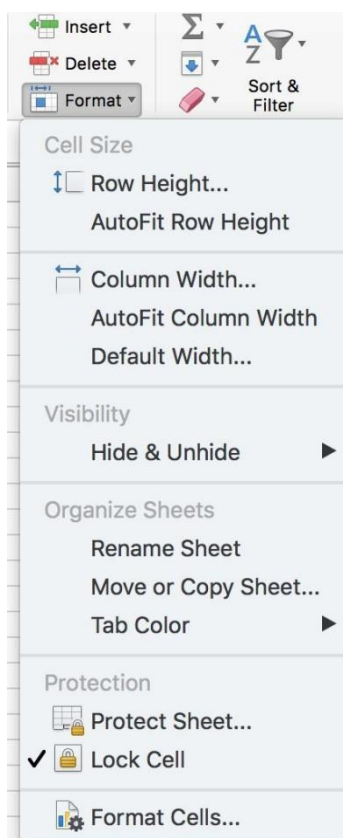 Insert
Delete
Format
Σ
A
Z
Sort &
Filter
Cell Size
Row Height...
AutoFit Row Height
Column Width...
AutoFit Column Width
Default Width...
Visibility
Hide & Unhide
Organize Sheets
Rename Sheet
Move or Copy Sheet...
Tab Color
Protection
Protect Sheet...
Lock Cell
Format Cells...